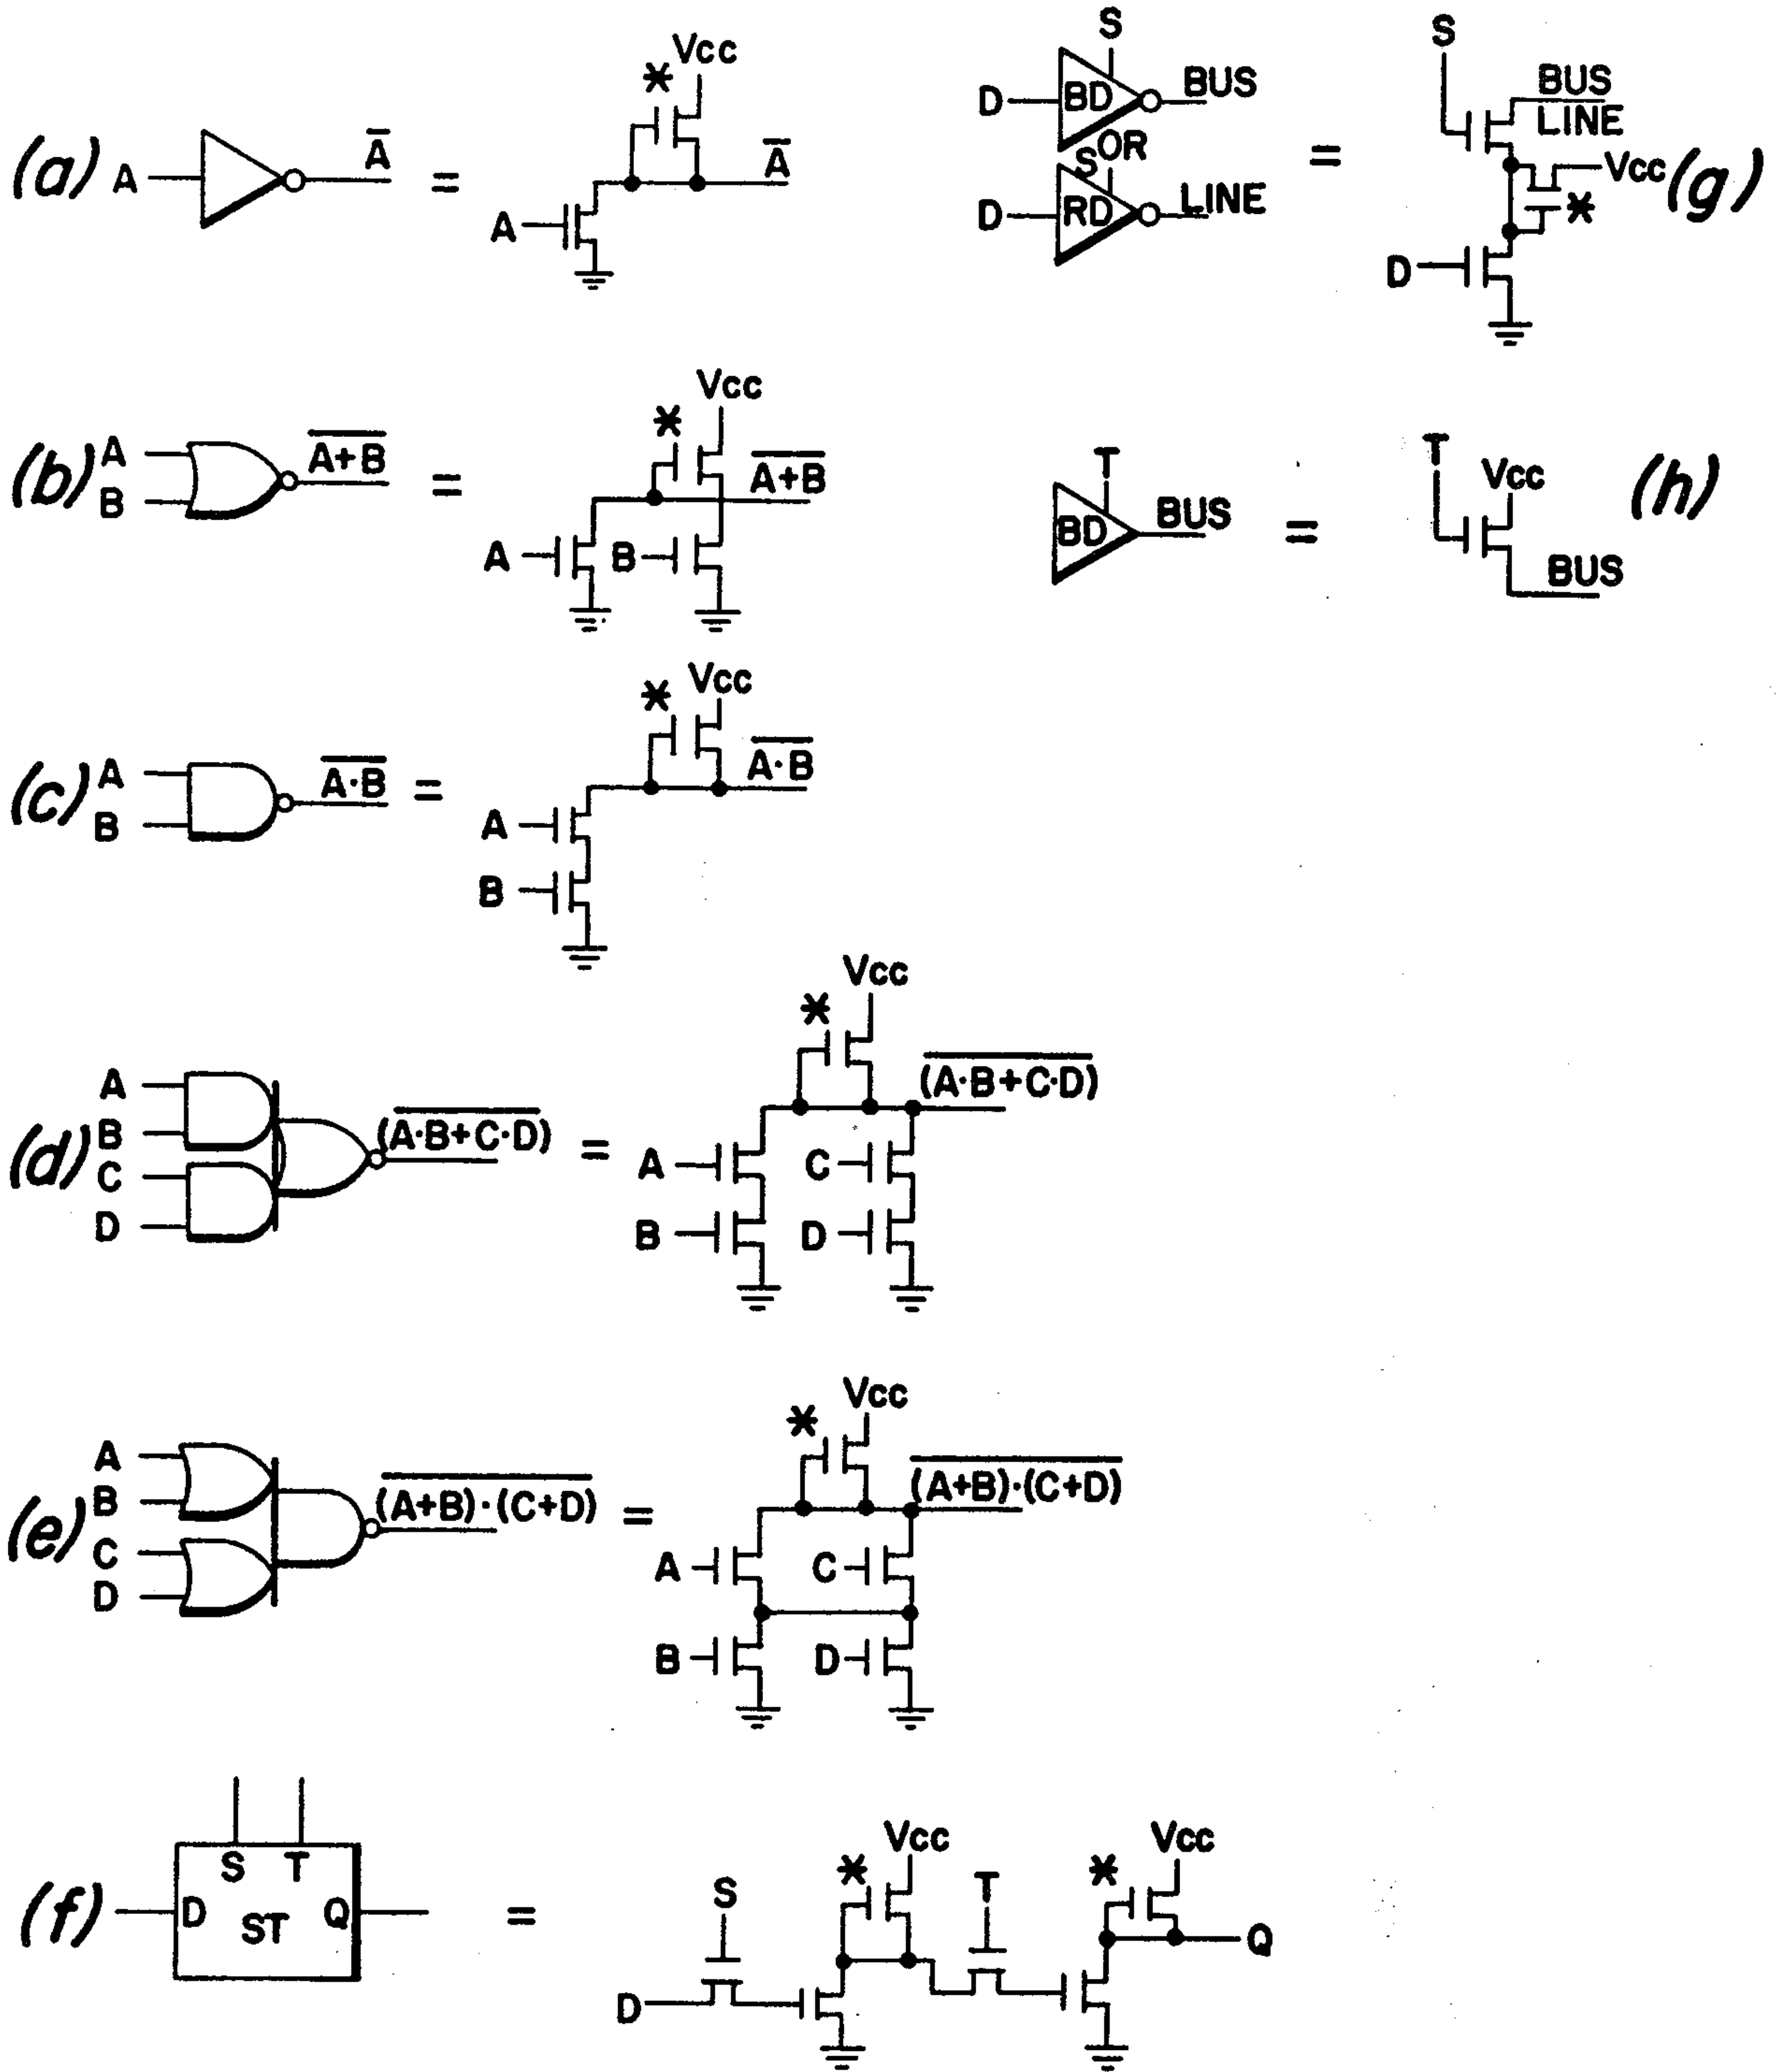 (a) A A̅ = * Vcc A A̅
S D BD BUS OR S D RD LINE = S BUS LINE Vcc * D (g)
(b) A B A̅+̅B̅ = * Vcc A B A̅+̅B̅
T BD BUS = T Vcc BUS (h)
(c) A B A̅·̅B̅ = * Vcc A B A̅·̅B̅
(d) A B C D (̅A̅·̅B̅+̅C̅·̅D̅)̅ = * Vcc A B C D (̅A̅·̅B̅+̅C̅·̅D̅)̅
(e) A B C D (̅A̅+̅B̅)̅·̅(̅C̅+̅D̅)̅ = * Vcc A B C D (̅A̅+̅B̅)̅·̅(̅C̅+̅D̅)̅
(f) S T D ST Q = D S * Vcc T * Vcc Q